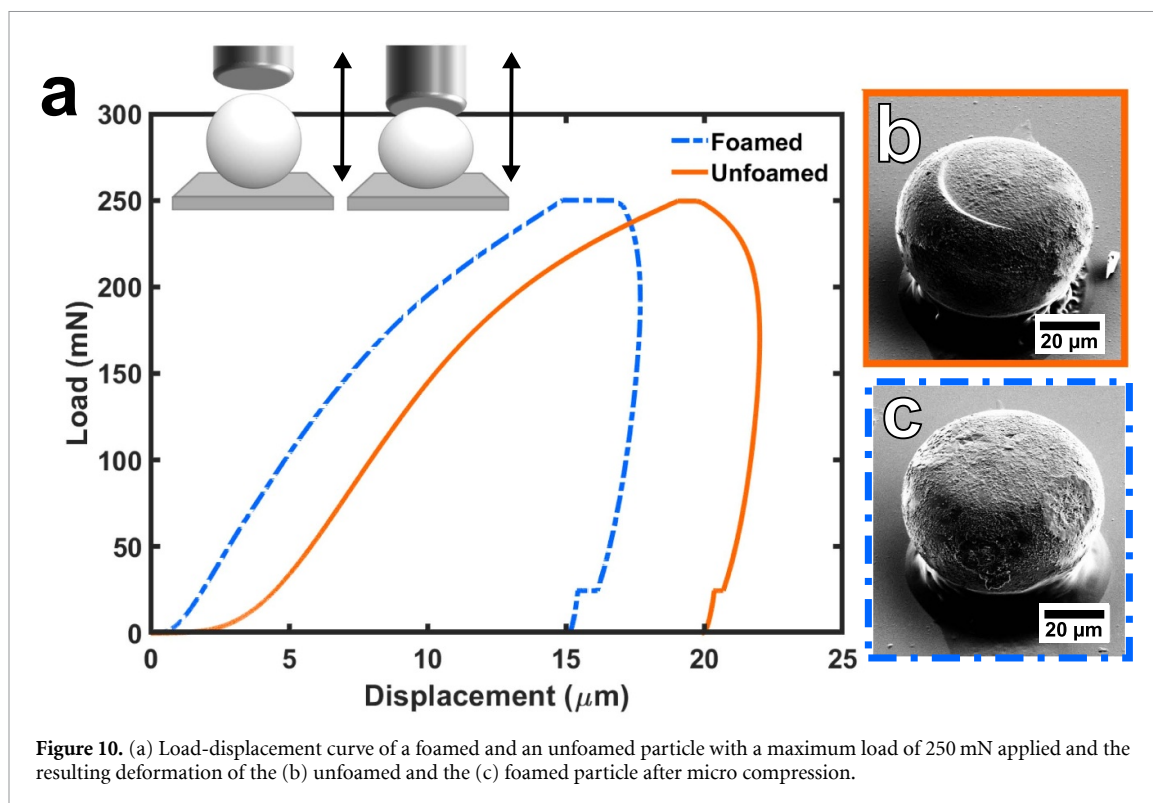 a
300
250
200
150
100
50
0
Load (mN)
0 5 10 15 20 25
Displacement (μm)
Foamed
Unfoamed
b
20 μm
c
20 μm
Figure 10. (a) Load-displacement curve of a foamed and an unfoamed particle with a maximum load of 250 mN applied and the
resulting deformation of the (b) unfoamed and the (c) foamed particle after micro compression.